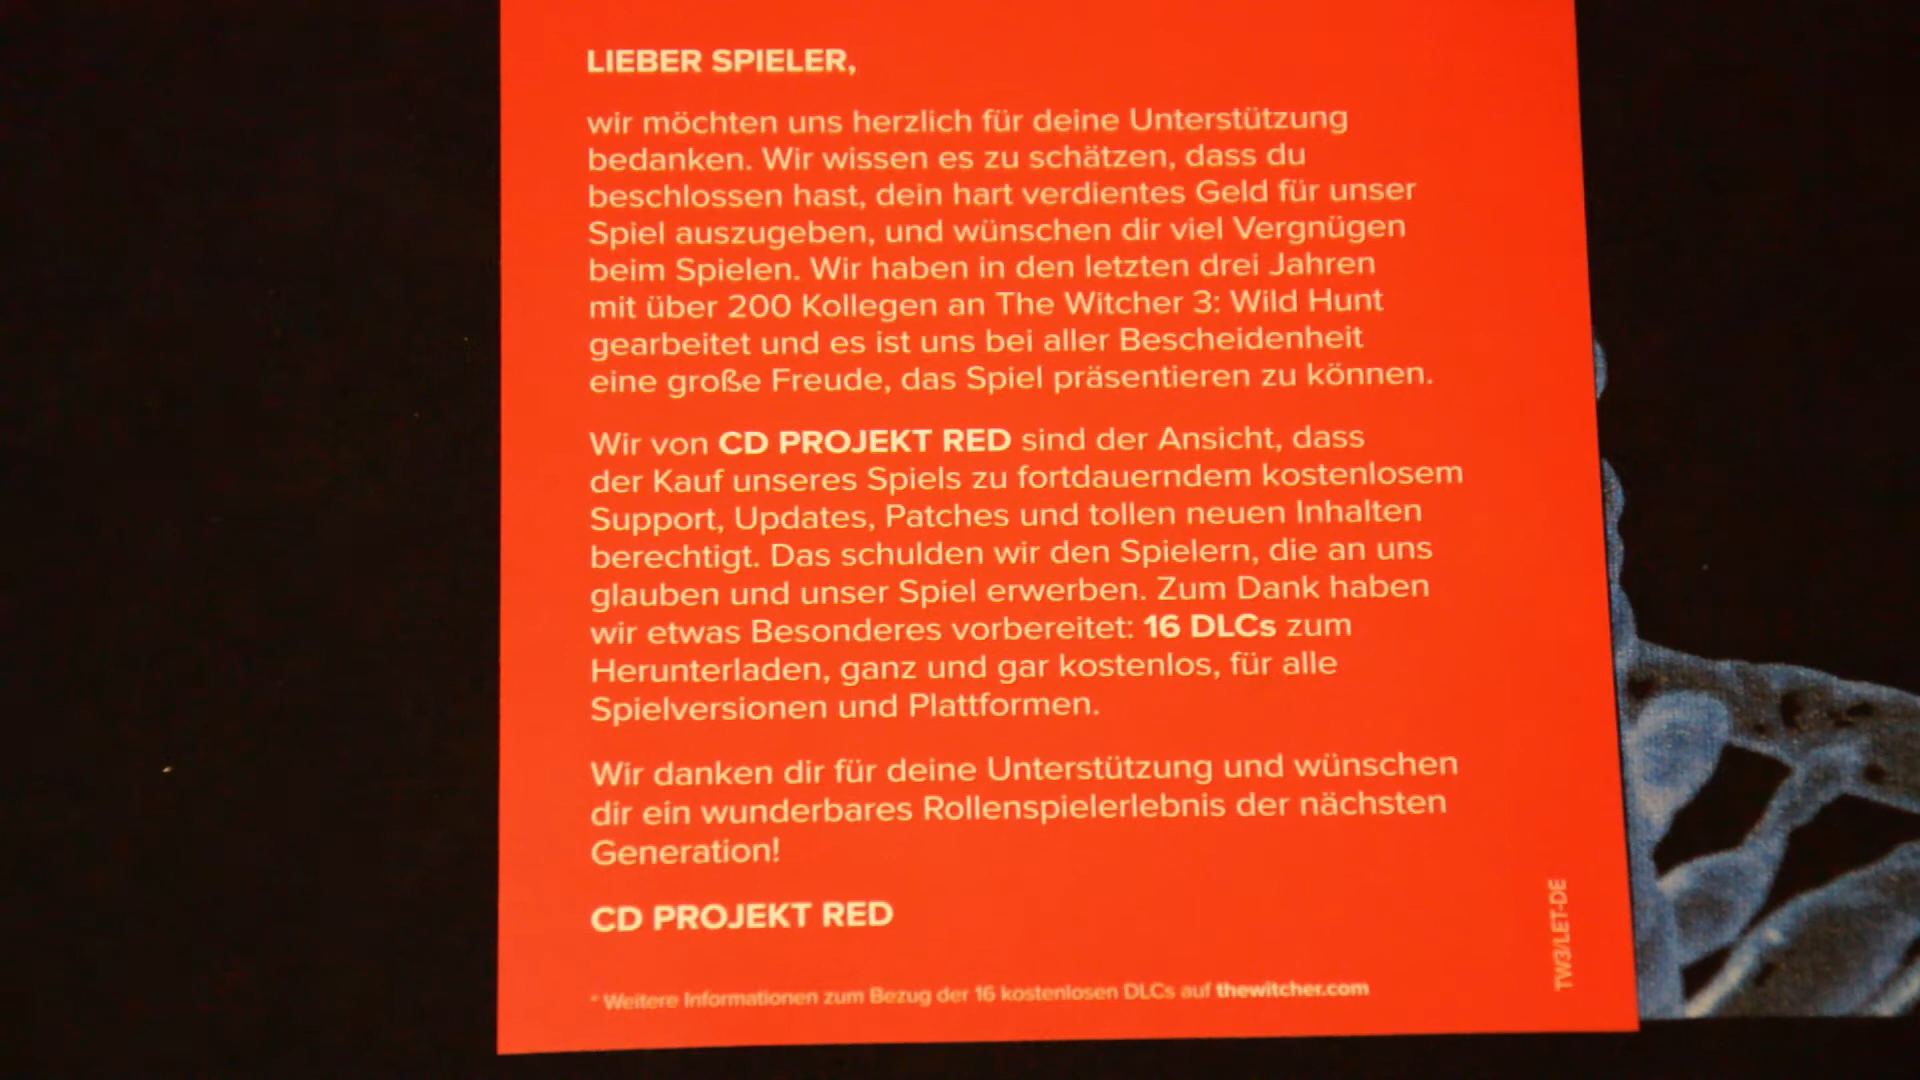 LIEBER SPIELER,
wir möchten uns herzlich für deine Unterstützung
bedanken. Wir wissen es zu schätzen, dass du
beschlossen hast, dein hart verdientes Geld für unser
Spiel auszugeben, und wünschen dir viel Vergnügen
beim Spielen. Wir haben in den letzten drei Jahren
mit über 200 Kollegen an The Witcher 3: Wild Hunt
gearbeitet und es ist uns bei aller Bescheidenheit
eine große Freude, das Spiel präsentieren zu können.
Wir von CD PROJEKT RED sind der Ansicht, dass
der Kauf unseres Spiels zu fortdauerndem kostenlosem
Support, Updates, Patches und tollen neuen Inhalten
berechtigt. Das schulden wir den Spielern, die an uns
glauben und unser Spiel erwerben. Zum Dank haben
wir etwas Besonderes vorbereitet: 16 DLCs zum
Herunterladen, ganz und gar kostenlos, für alle
Spielversionen und Plattformen.
Wir danken dir für deine Unterstützung und wünschen
dir ein wunderbares Rollenspielerlebnis der nächsten
Generation!
CD PROJEKT RED
* Weitere Informationen zum Bezug der 16 kostenlosen DLCs auf thewitcher.com
TW3/LET-DE